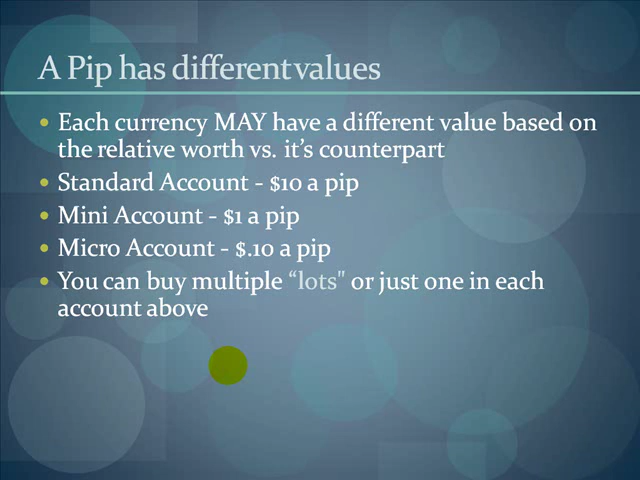 A Pip has different values
Each currency MAY have a different value based on
the relative worth vs. it's counterpart
Standard Account - $10 a pip
Mini Account - $1 a pip
Micro Account - $.10 a pip
You can buy multiple “lots" or just one in each
account above